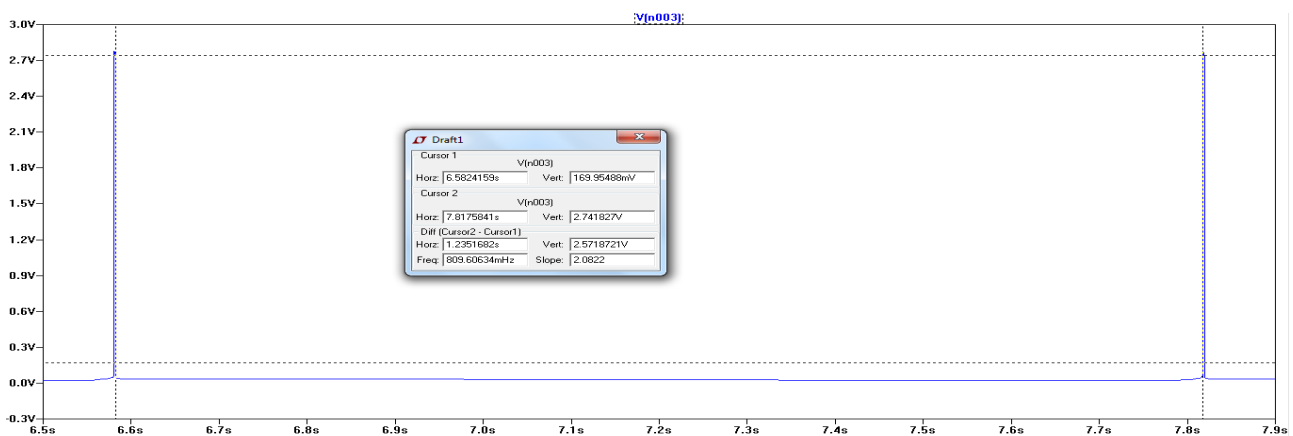 V(n003)
3.0V
2.7V
2.4V
2.1V
1.8V
1.5V
1.2V
0.9V
0.6V
0.3V
0.0V
-0.3V
Draft1
Cursor 1
V(n003)
Horz: 6.5824159s Vert: 169.95488mV
Cursor 2
V(n003)
Horz: 7.8175841s Vert: 2.741827V
Diff (Cursor2 - Cursor1)
Horz: 1.2351682s Vert: 2.5718721V
Freq: 809.60634mHz Slope: 2.0822
6.5s 6.6s 6.7s 6.8s 6.9s 7.0s 7.1s 7.2s 7.3s 7.4s 7.5s 7.6s 7.7s 7.8s 7.9s